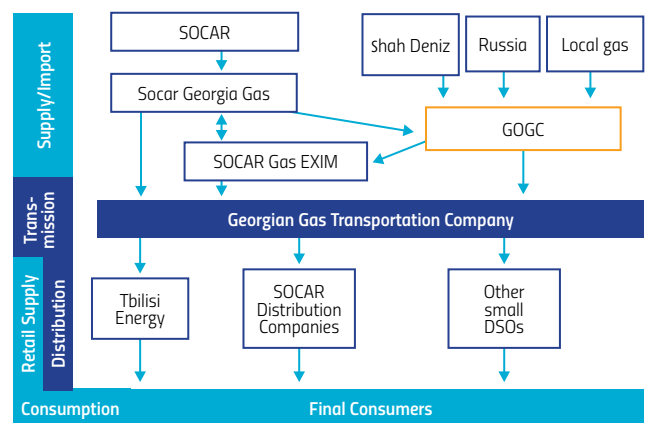 SOCAR
Shah Deniz
Russia
Local gas
Socar Georgia Gas
GOGC
SOCAR Gas EXIM
Supply/Import
Trans-
mission
Georgian Gas Transportation Company
Retail Supply
Distribution
Tbilisi
Energy
SOCAR
Distribution
Companies
Other
small
DSOs
Consumption
Final Consumers